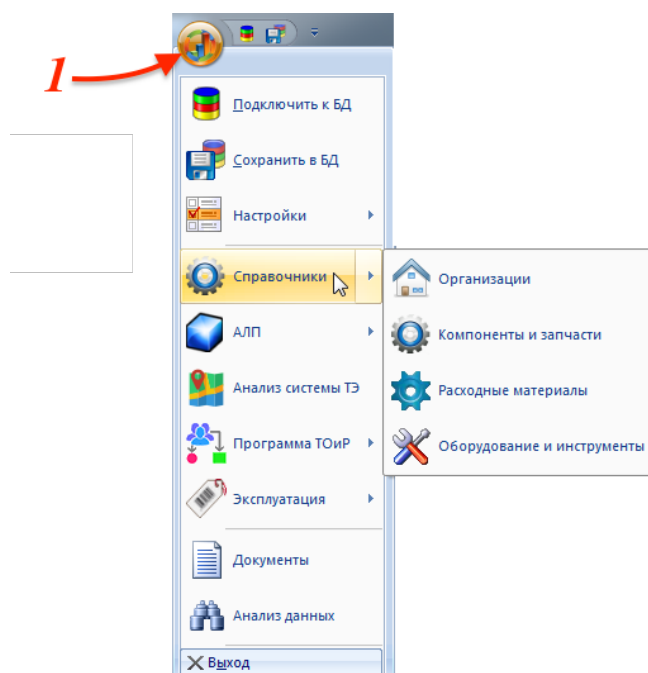 1
Подключить к БД
Сохранить в БД
Настройки
Справочники
Организации
АЛП
Компоненты и запчасти
Анализ системы ТЭ
Расходные материалы
Программа ТОиР
Оборудование и инструменты
Эксплуатация
Документы
Анализ данных
Выход